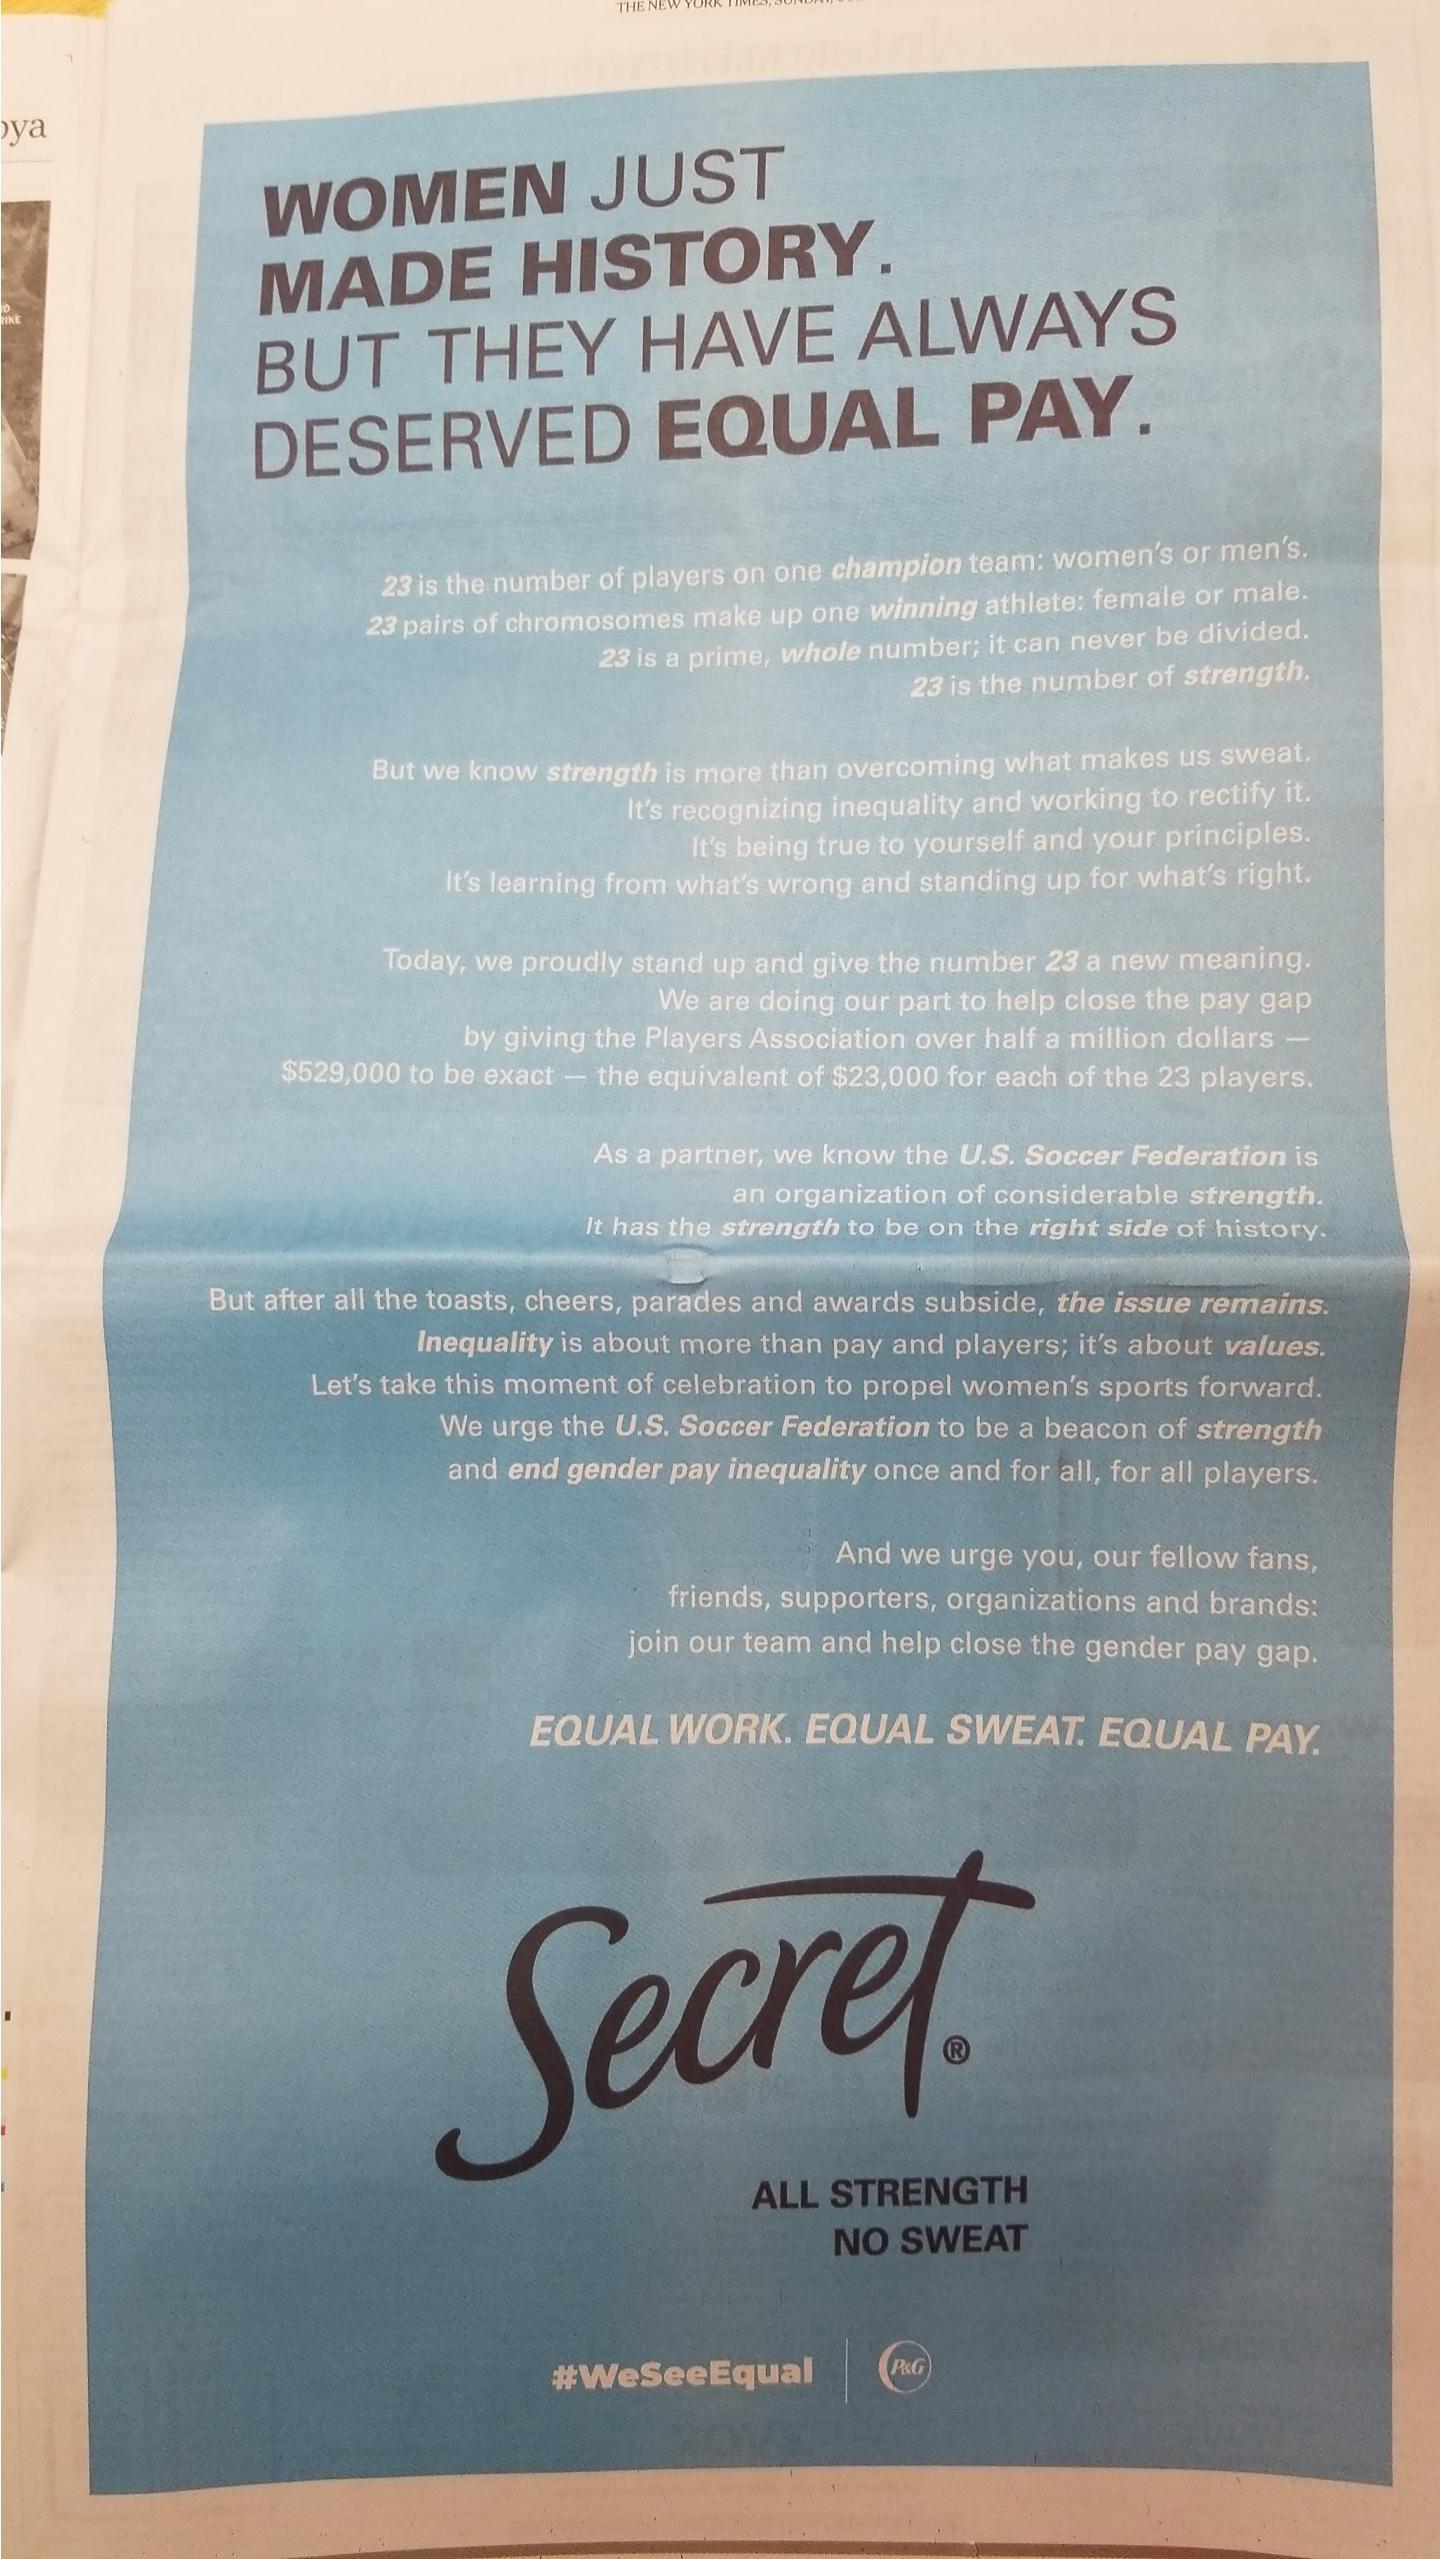 THE NEW YORK TIMES, SUNDAY,
oya
WOMEN JUST
MADE HISTORY.
BUT THEY HAVE ALWAYS
DESERVED EQUAL PAY.
23 is the number of players on one champion team: women's or men's.
23 pairs of chromosomes make up one winning athlete: female or male.
23 is a prime, whole number; it can never be divided.
23 is the number of strength.
But we know strength is more than overcoming what makes us sweat.
It's recognizing inequality and working to rectify it.
It's being true to yourself and your principles.
It's learning from what's wrong and standing up for what's right.
Today, we proudly stand up and give the number 23 a new meaning.
We are doing our part to help close the pay gap
by giving the Players Association over half a million dollars —
$529,000 to be exact — the equivalent of $23,000 for each of the 23 players.
As a partner, we know the U.S. Soccer Federation is
an organization of considerable strength.
It has the strength to be on the right side of history.
But after all the toasts, cheers, parades and awards subside, the issue remains.
Inequality is about more than pay and players; it's about values.
Let's take this moment of celebration to propel women's sports forward.
We urge the U.S. Soccer Federation to be a beacon of strength
and end gender pay inequality once and for all, for all players.
And we urge you, our fellow fans,
friends, supporters, organizations and brands:
join our team and help close the gender pay gap.
EQUAL WORK. EQUAL SWEAT. EQUAL PAY.
Secret®
ALL STRENGTH
NO SWEAT
#WeSeeEqual P&G